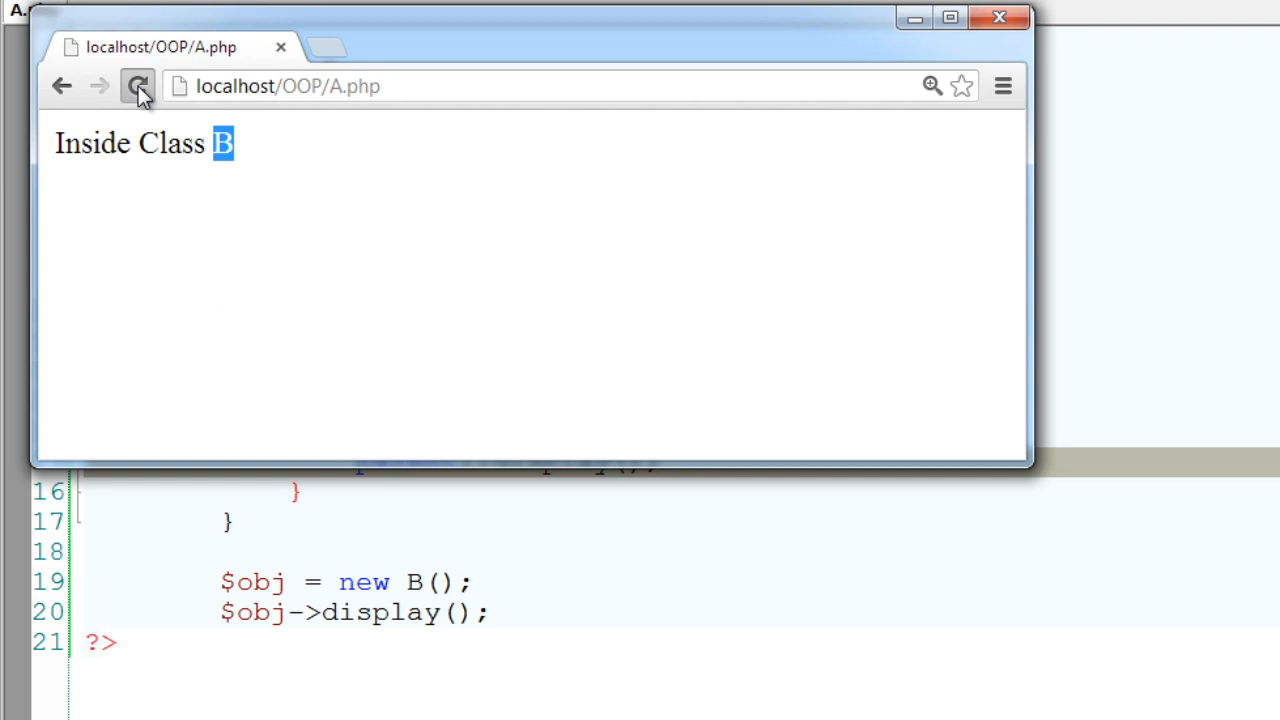 A.
localhost/OOP/A.php
localhost/OOP/A.php
Inside Class B
16 }
17 }
18
19 $obj = new B();
20 $obj->display();
21 ?>